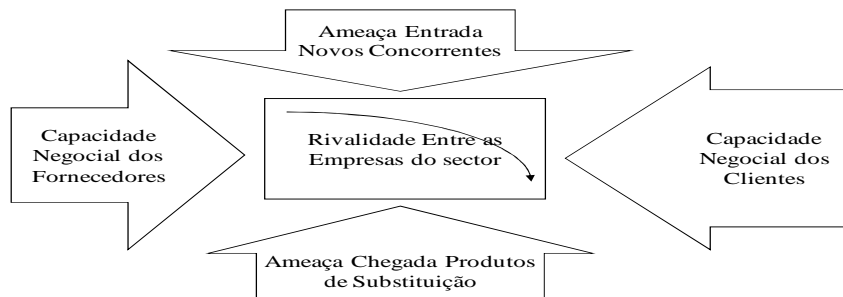 Ameaça Entrada
Novos Concorrentes
Capacidade
Negocial dos
Fornecedores
Rivalidade Entre as
Empresas do sector
Capacidade
Negocial dos
Clientes
Ameaça Chegada Produtos
de Substituição